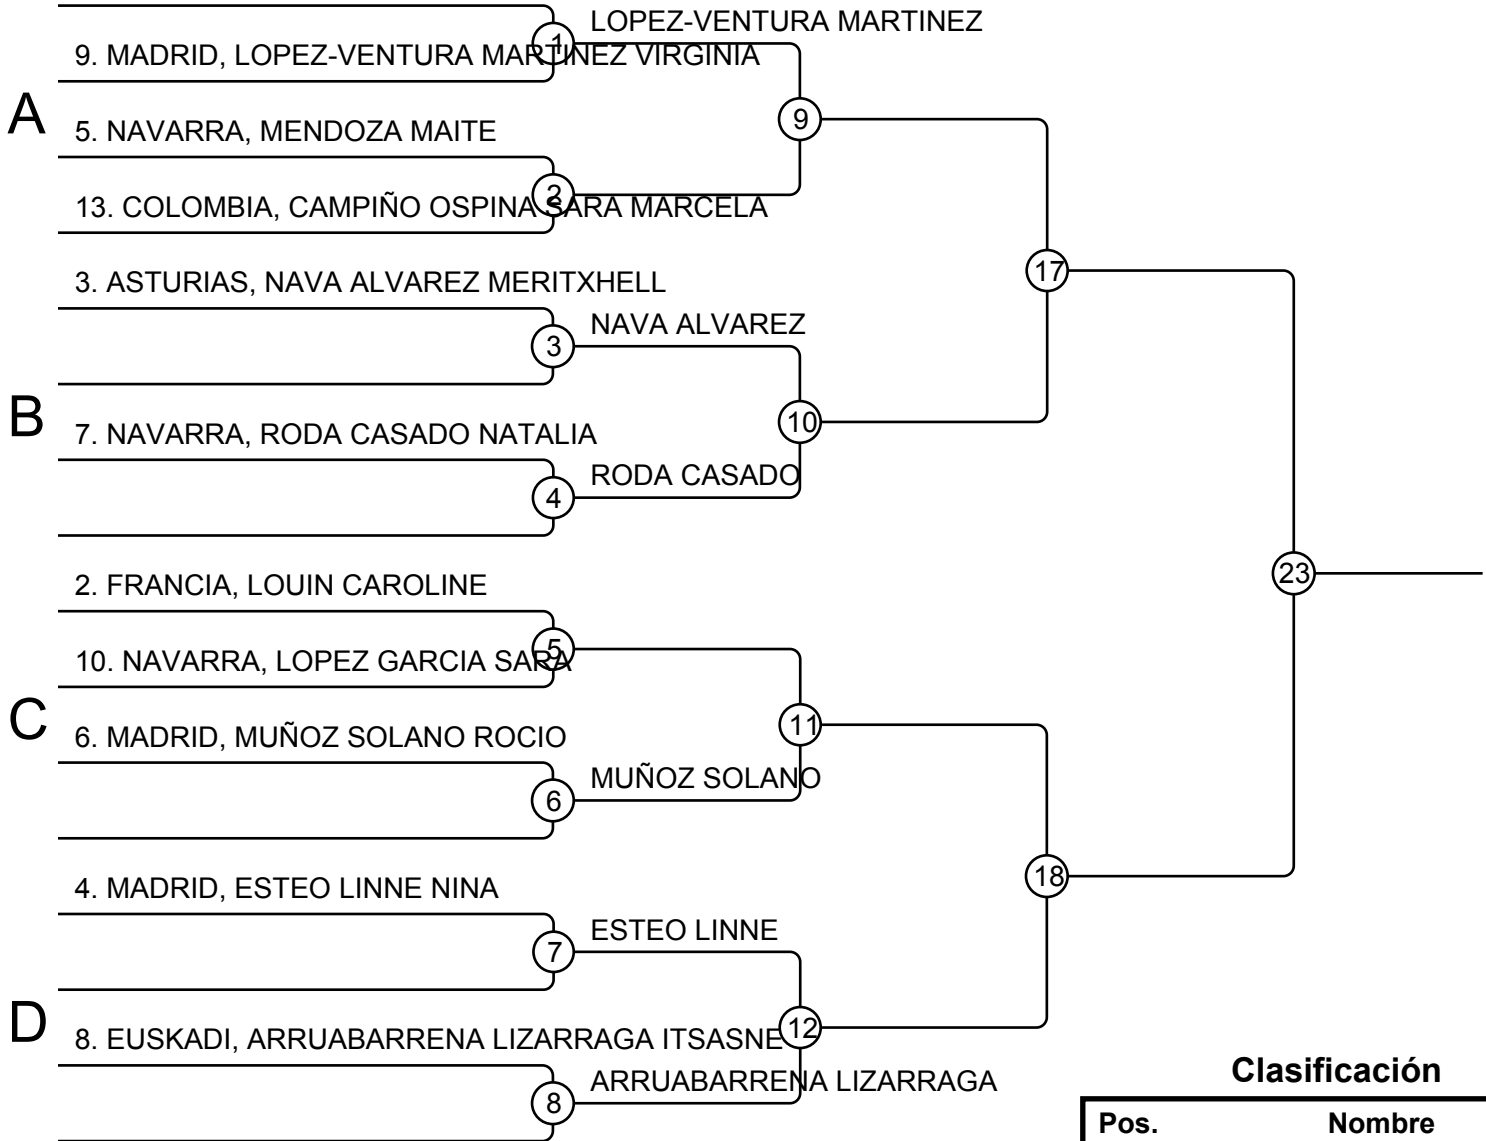 LOPEZ-VENTURA MARTINEZ
1
9. MADRID, LOPEZ-VENTURA MARTINEZ VIRGINIA
A
9
5. NAVARRA, MENDOZA MAITE
2
13. COLOMBIA, CAMPIÑO OSPINA SARA MARCELA
17
3. ASTURIAS, NAVA ALVAREZ MERITXHELL
NAVA ALVAREZ
3
B
10
7. NAVARRA, RODA CASADO NATALIA
RODA CASADO
4
23
2. FRANCIA, LOUIN CAROLINE
5
10. NAVARRA, LOPEZ GARCIA SARA
C
11
6. MADRID, MUÑOZ SOLANO ROCIO
MUÑOZ SOLANO
6
18
4. MADRID, ESTEO LINNE NINA
ESTEO LINNE
7
D
12
8. EUSKADI, ARRUABARRENA LIZARRAGA ITSASNE
ARRUABARRENA LIZARRAGA
8
Clasificación
Pos. Nombre